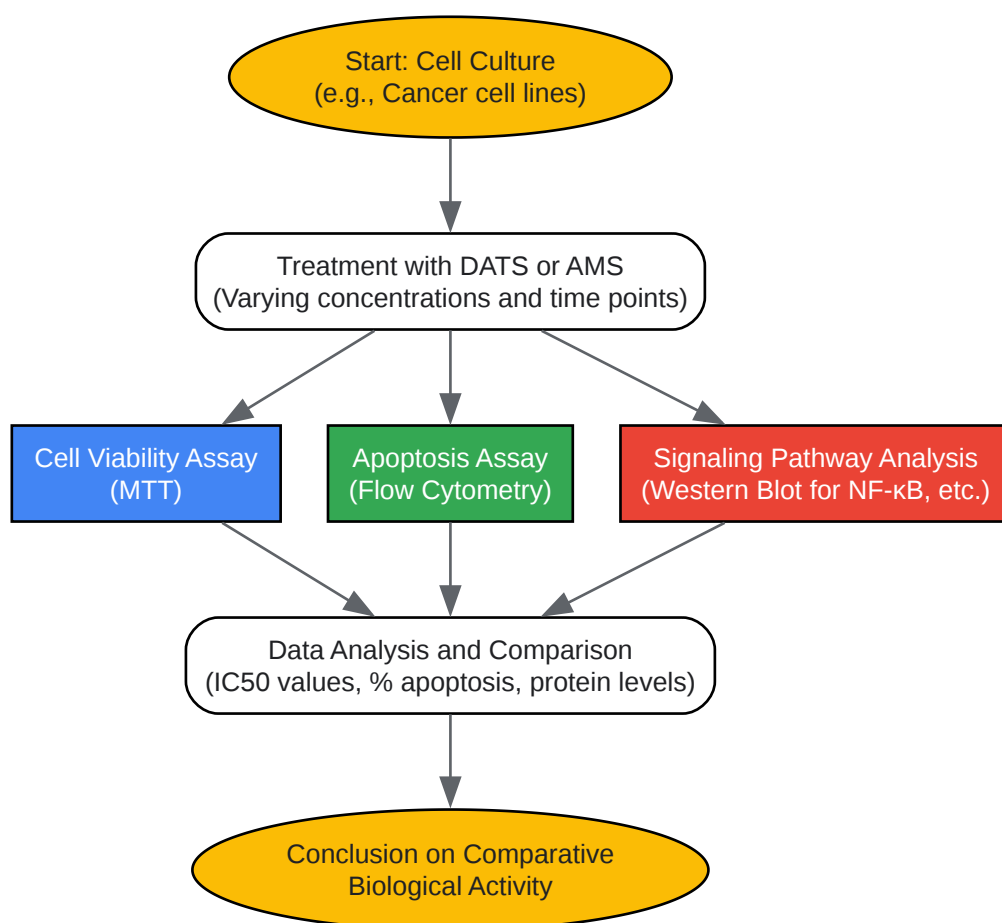 Start: Cell Culture
(e.g., Cancer cell lines)
Treatment with DATS or AMS
(Varying concentrations and time points)
Cell Viability Assay
(MTT)
Apoptosis Assay
(Flow Cytometry)
Signaling Pathway Analysis
(Western Blot for NF-κB, etc.)
Data Analysis and Comparison
(IC50 values, % apoptosis, protein levels)
Conclusion on Comparative
Biological Activity